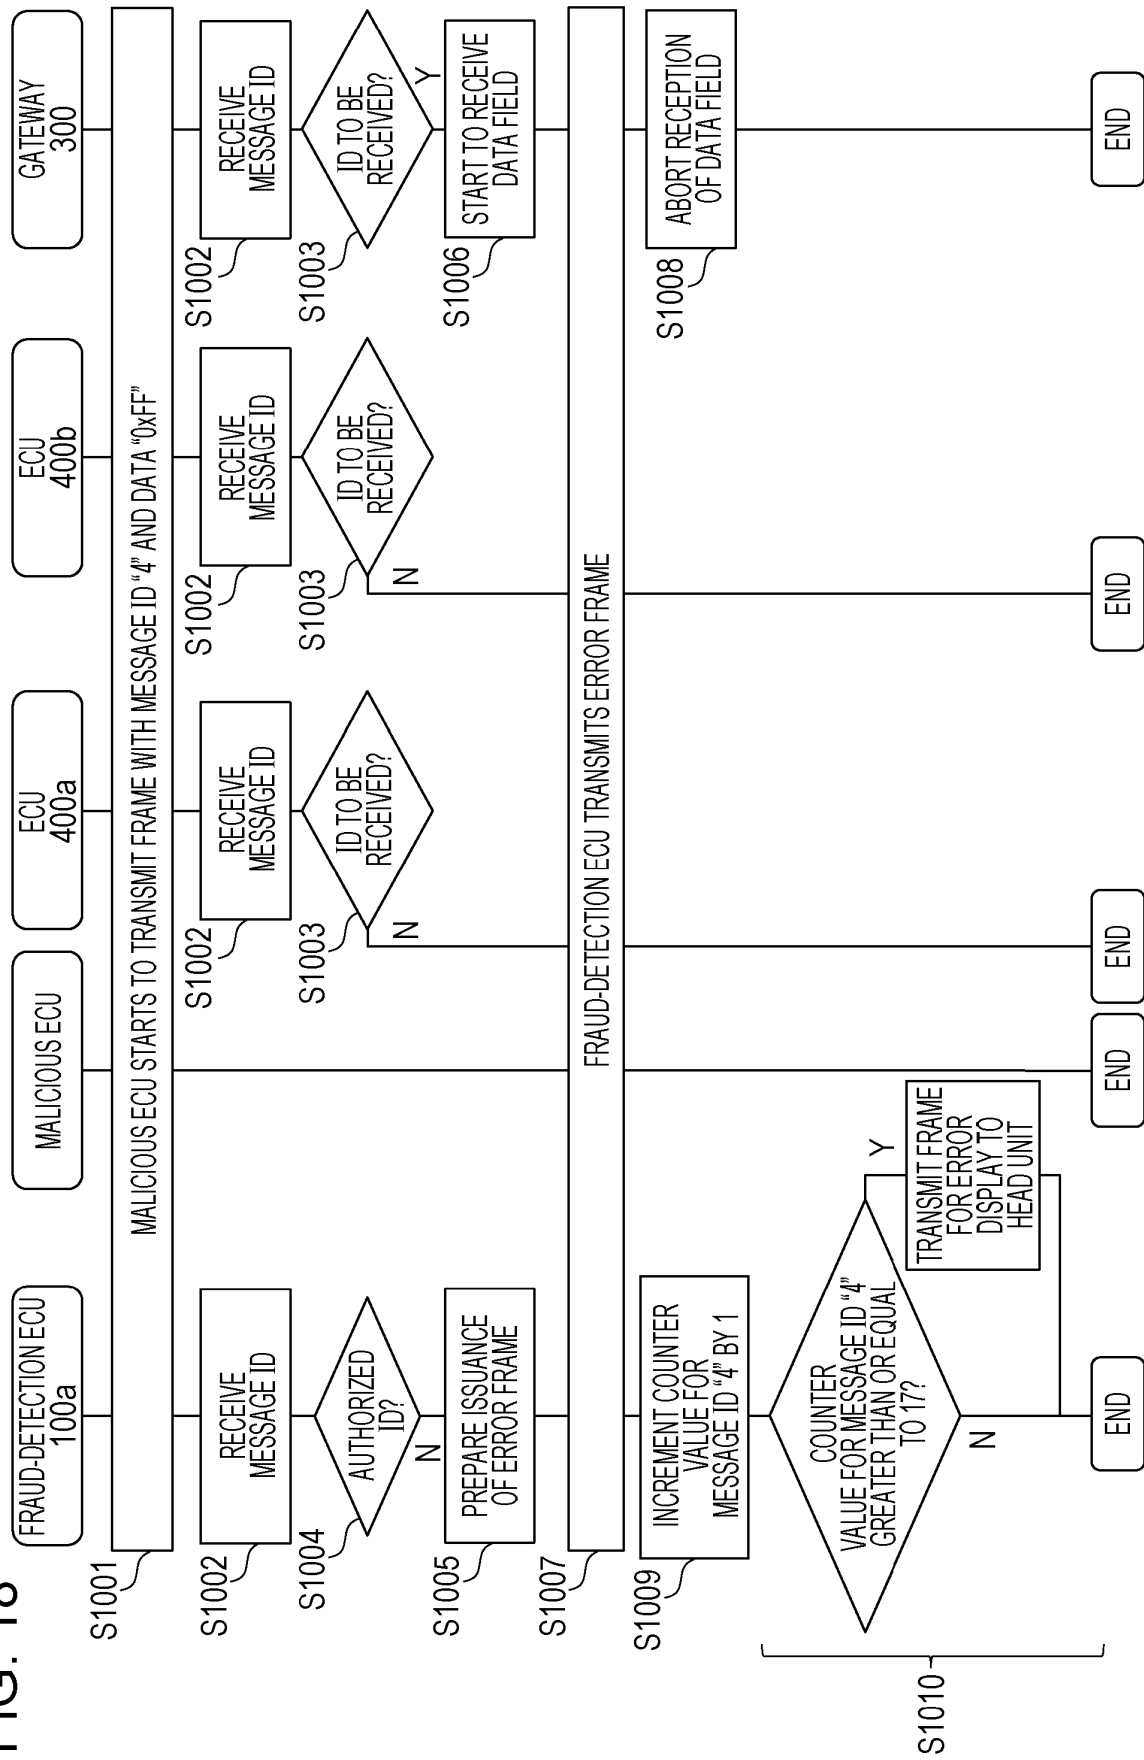 FIG.
FRAUD-DETECTION ECU
100a
MALICIOUS ECU
ECU
400a
ECU
400b
GATEWAY
300
S1001
MALICIOUS ECU STARTS TO TRANSMIT FRAME WITH MESSAGE ID “4” AND DATA “0xFF”
S1002
RECEIVE
MESSAGE ID
S1002
RECEIVE
MESSAGE ID
S1002
RECEIVE
MESSAGE ID
S1002
RECEIVE
MESSAGE ID
S1004
AUTHORIZED
ID?
N
S1003
ID TO BE
RECEIVED?
N
S1003
ID TO BE
RECEIVED?
N
S1003
ID TO BE
RECEIVED?
Y
S1005
PREPARE ISSUANCE
OF ERROR FRAME
S1006
START TO RECEIVE
DATA FIELD
S1007
FRAUD-DETECTION ECU TRANSMITS ERROR FRAME
S1009
INCREMENT COUNTER
VALUE FOR
MESSAGE ID “4” BY 1
S1008
ABORT RECEPTION
OF DATA FIELD
S1010
COUNTER
VALUE FOR MESSAGE ID “4”
GREATER THAN OR EQUAL
TO 17?
Y
N
TRANSMIT FRAME
FOR ERROR
DISPLAY TO
HEAD UNIT
END
END
END
END
END